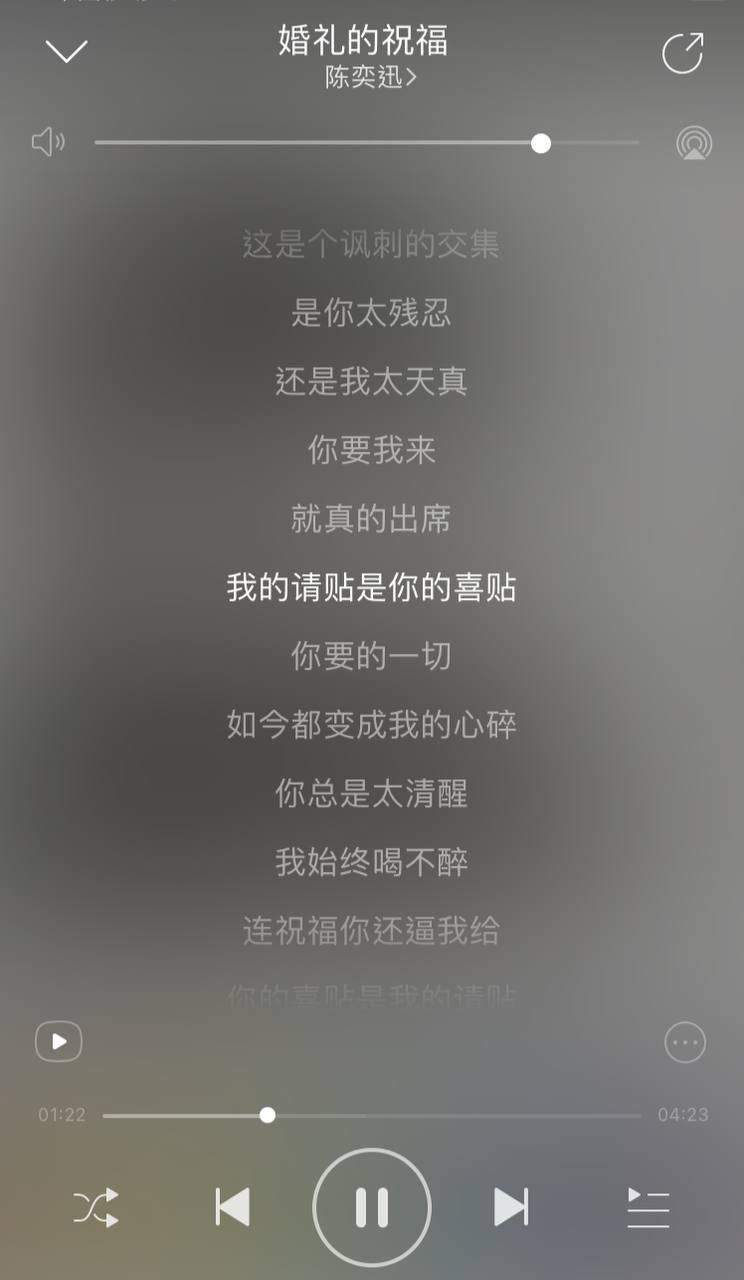 婚礼的祝福
陈奕迅>
这是个讽刺的交集
是你太残忍
还是我太天真
你要我来
就真的出席
我的请贴是你的喜贴
你要的一切
如今都变成我的心碎
你总是太清醒
我始终喝不醉
连祝福你还逼我给
你的喜贴是我的请贴
01:22
04:23